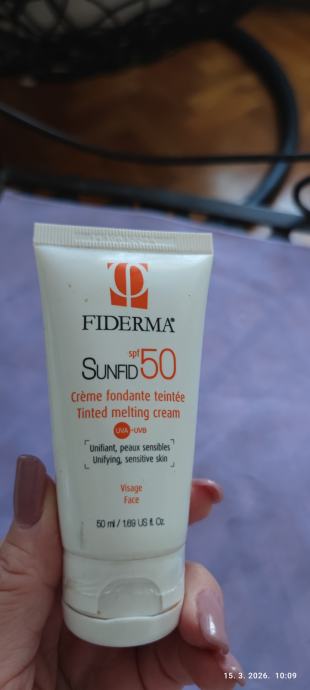 FIDERMA®
SUNFID spf 50
Crème fondante teintée
Tinted melting cream
UVA-UVB
Unifiant, peaux sensibles
Unifying, sensitive skin
Visage
Face
50 ml / 1.69 US fl. Oz.
15. 3. 2026. 10:09